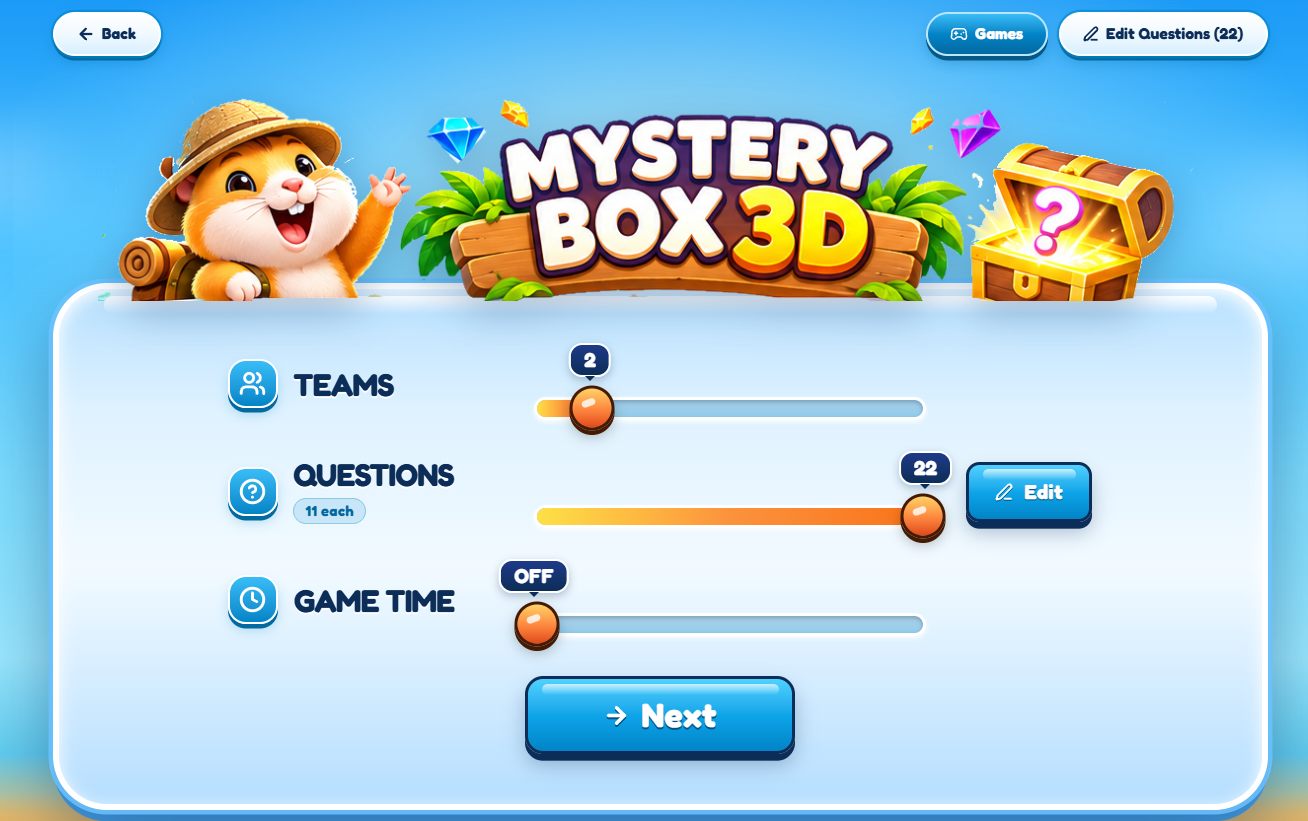 Back
Games
Edit Questions (22)
MYSTERY
BOX 3D
?
2
TEAMS
22
QUESTIONS
11 each
Edit
OFF
GAME TIME
Next